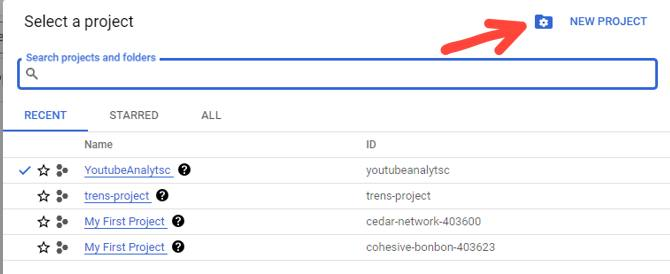 Select a project
NEW PROJECT
Search projects and folders
RECENT STARRED ALL
Name ID
YoutubeAnalytsc youtubeanalytsc
trens-project trens-project
My First Project cedar-network-403600
My First Project cohesive-bonbon-403623